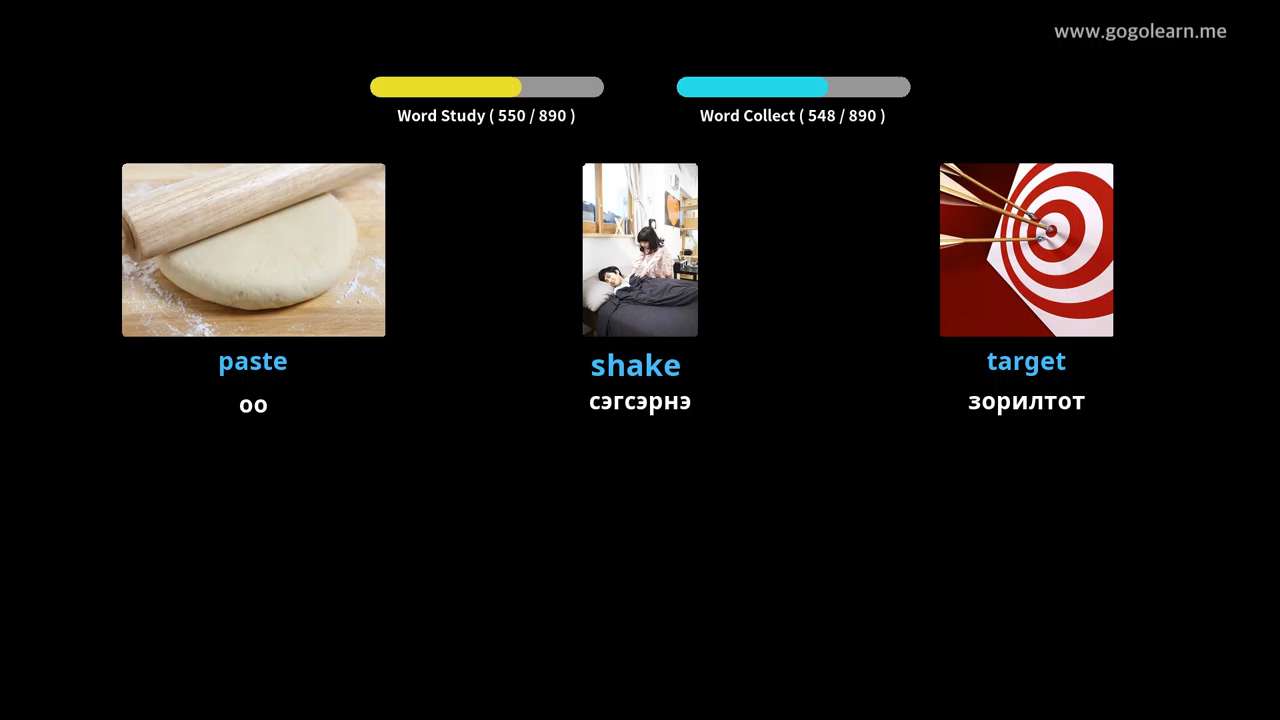 www.gogolearn.me
Word Study ( 550 / 890 )
Word Collect ( 548 / 890 )
paste
оо
shake
сэгсэрнэ
target
зорилтот